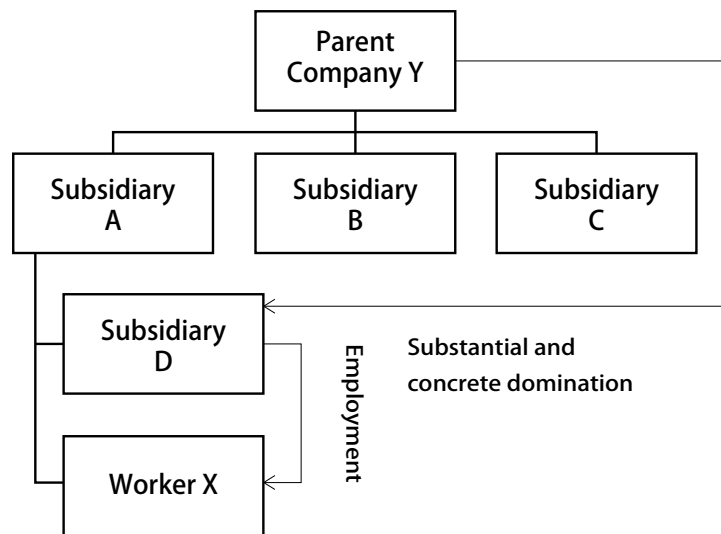 Parent
Company Y
Subsidiary
A
Subsidiary
B
Subsidiary
C
Subsidiary
D
Employment
Substantial and
concrete domination
Worker X